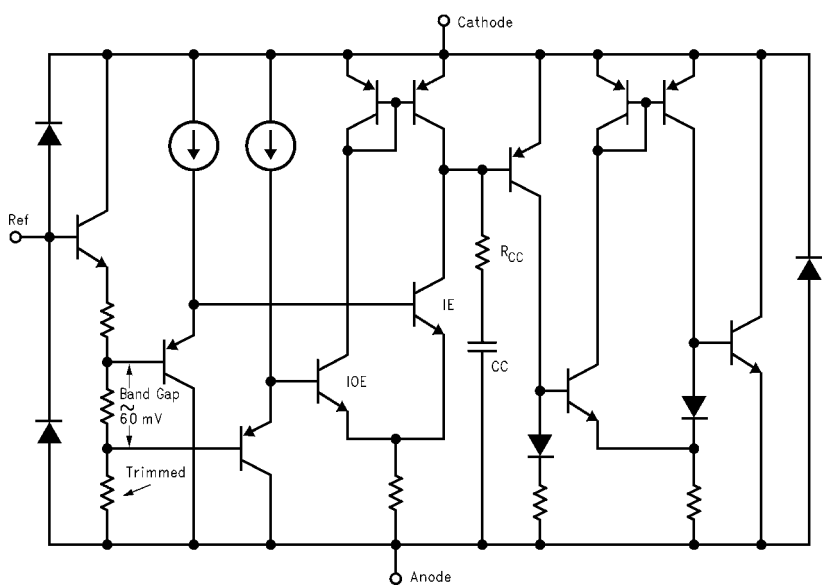 Cathode
Ref
RCC
IE
CC
IOE
Band Gap
~
~
60 mV
Trimmed
Anode